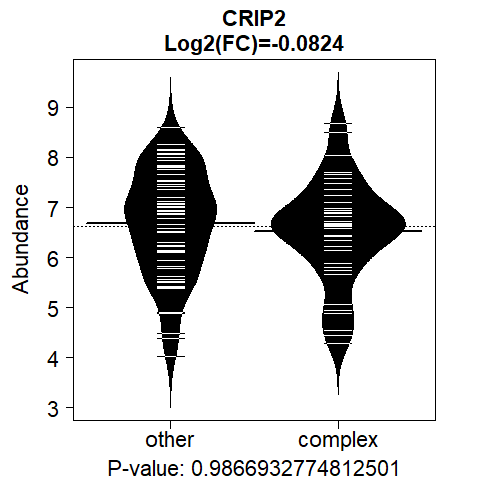 CRIP2
Log2(FC)=-0.0824
Abundance
9
8
7
6
5
4
3
other complex
P-value: 0.9866932774812501